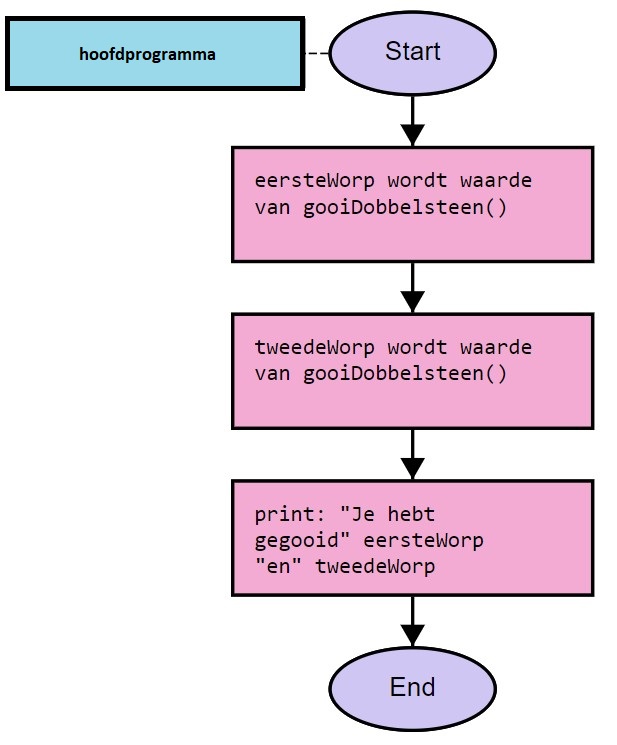 hoofdprogramma
Start
eersteWorp wordt waarde
van gooiDobbelsteen()
tweedeWorp wordt waarde
van gooiDobbelsteen()
print: "Je hebt
gegooid" eersteWorp
"en" tweedeWorp
End